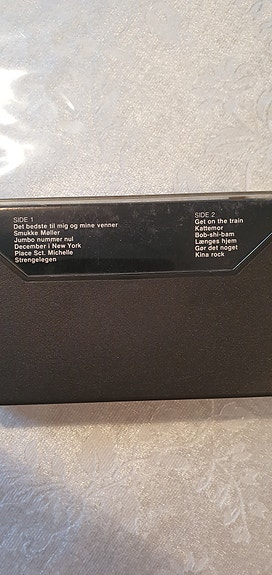 SIDE 1
Det bedste til mig og mine venner
Smukke Møller
Jumbo nummer nul
December i New York
Place Sct. Michelle
Strengelegen
SIDE 2
Get on the train
Kattemor
Bob-shi-bam
Længes hjem
Gør det noget
Kina rock